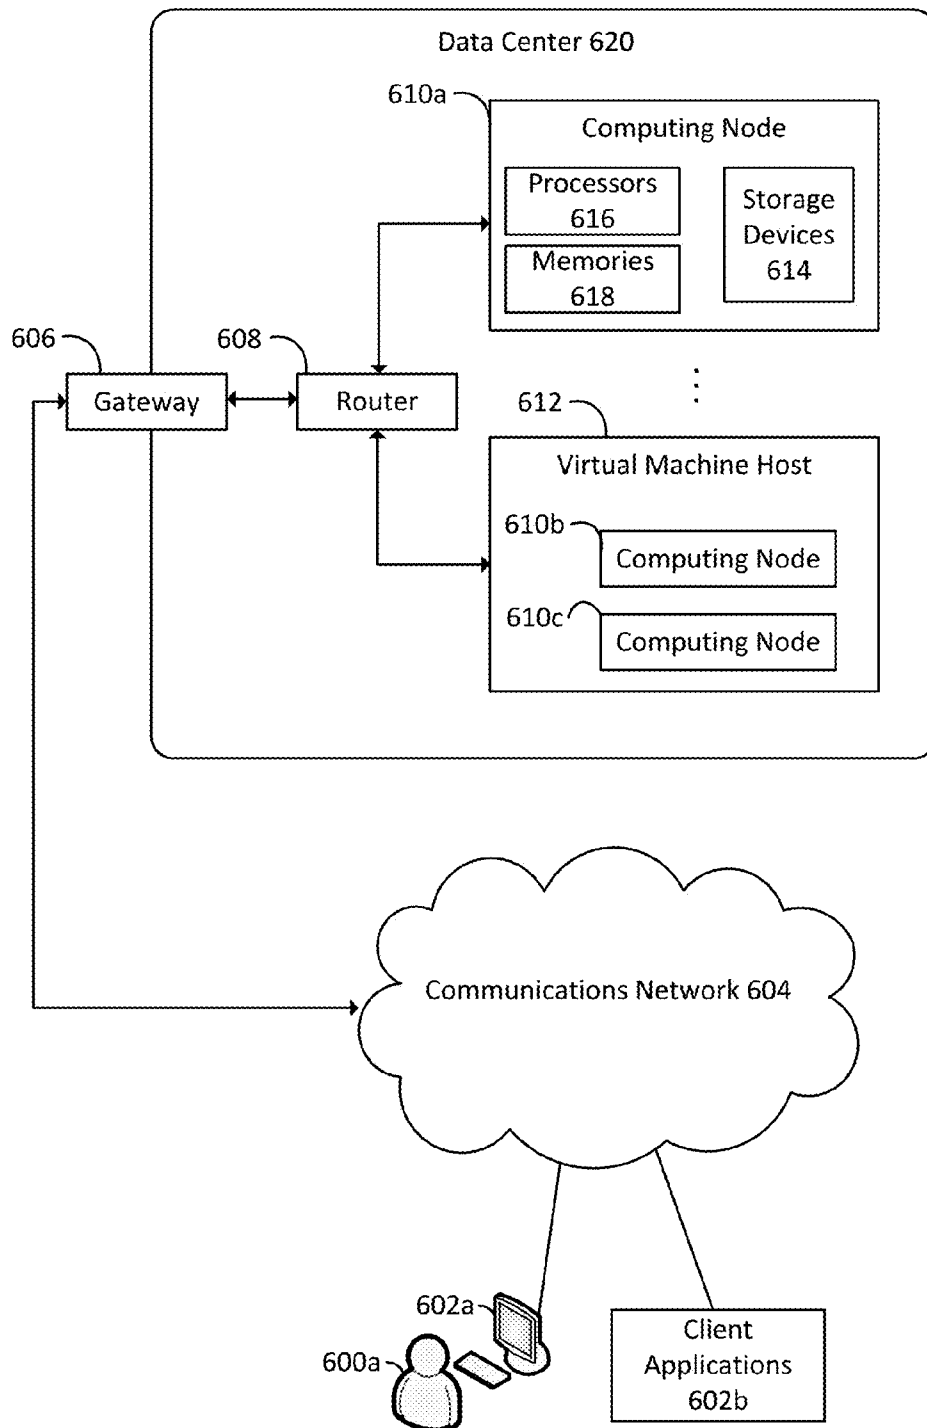 Data Center 620
610a
Computing Node
Processors
616
Storage
Devices
614
Memories
618
606
608
Gateway
Router
612
Virtual Machine Host
610b
Computing Node
610c
Computing Node
Communications Network 604
602a
600a
Client
Applications
602b